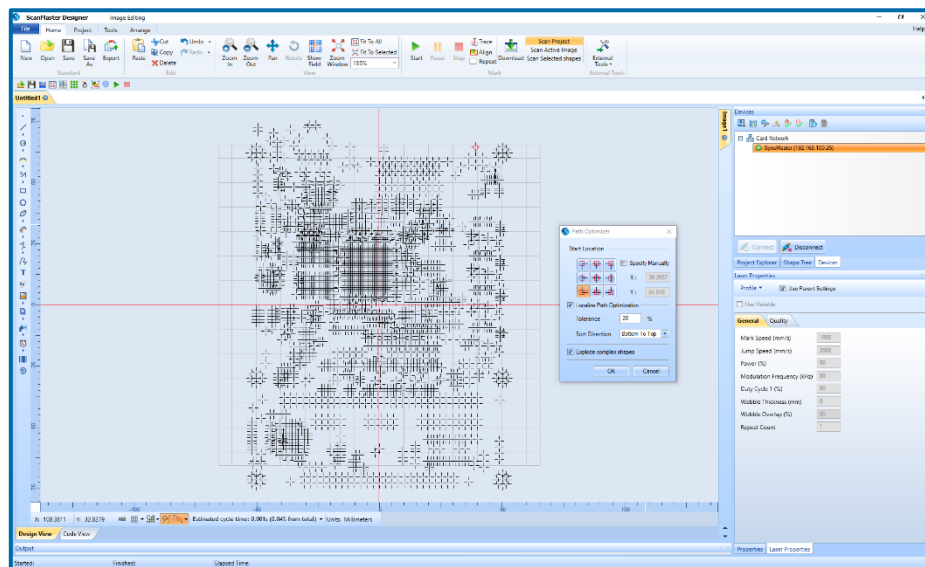 ScanMaster Designer Image Editing
File Home Project Tools Arrange Help
New Open Save Save As Export
Standard
Paste Cut Copy Delete Undo Redo
Edit
Zoom In Zoom Out Pan Rotate Show Field Zoom Window Fit To All Fit To Selected
View
Start Pause Stop Trace Align Repeat Download Scan Project Scan Active Image Scan Selected shapes
Mark
External Tools
External Tools
Untitled1
Image1
Devices
Card Network
Connect Disconnect
Project Explorer Shape Tree Devices
Laser Properties
Profile Use Parent Settings
Use Variable
General Quality
Mark Speed (mm/s) 1000
Jump Speed (mm/s) 2000
Power (%) 50
Modulation Frequency (kHz)
Duty Cycle 1 (%) 50
Wobble Thickness (mm) 0
Wobble Overlap (%)
Repeat Count 1
Properties Laser Properties
Path Optimizer
Start Location
Specify Manually
X:
Y:
Localize Path Optimization
Tolerance 20 %
Sort Direction Bottom To Top
Explode complex shapes
OK Cancel
-50 0 50 100
X: 108.3811 Y: 32.8279 Estimated cycle time: 0.00s (0.04% from total) Units: Millimeters
Design View Code View
Output
Started: Finished: Elapsed Time: